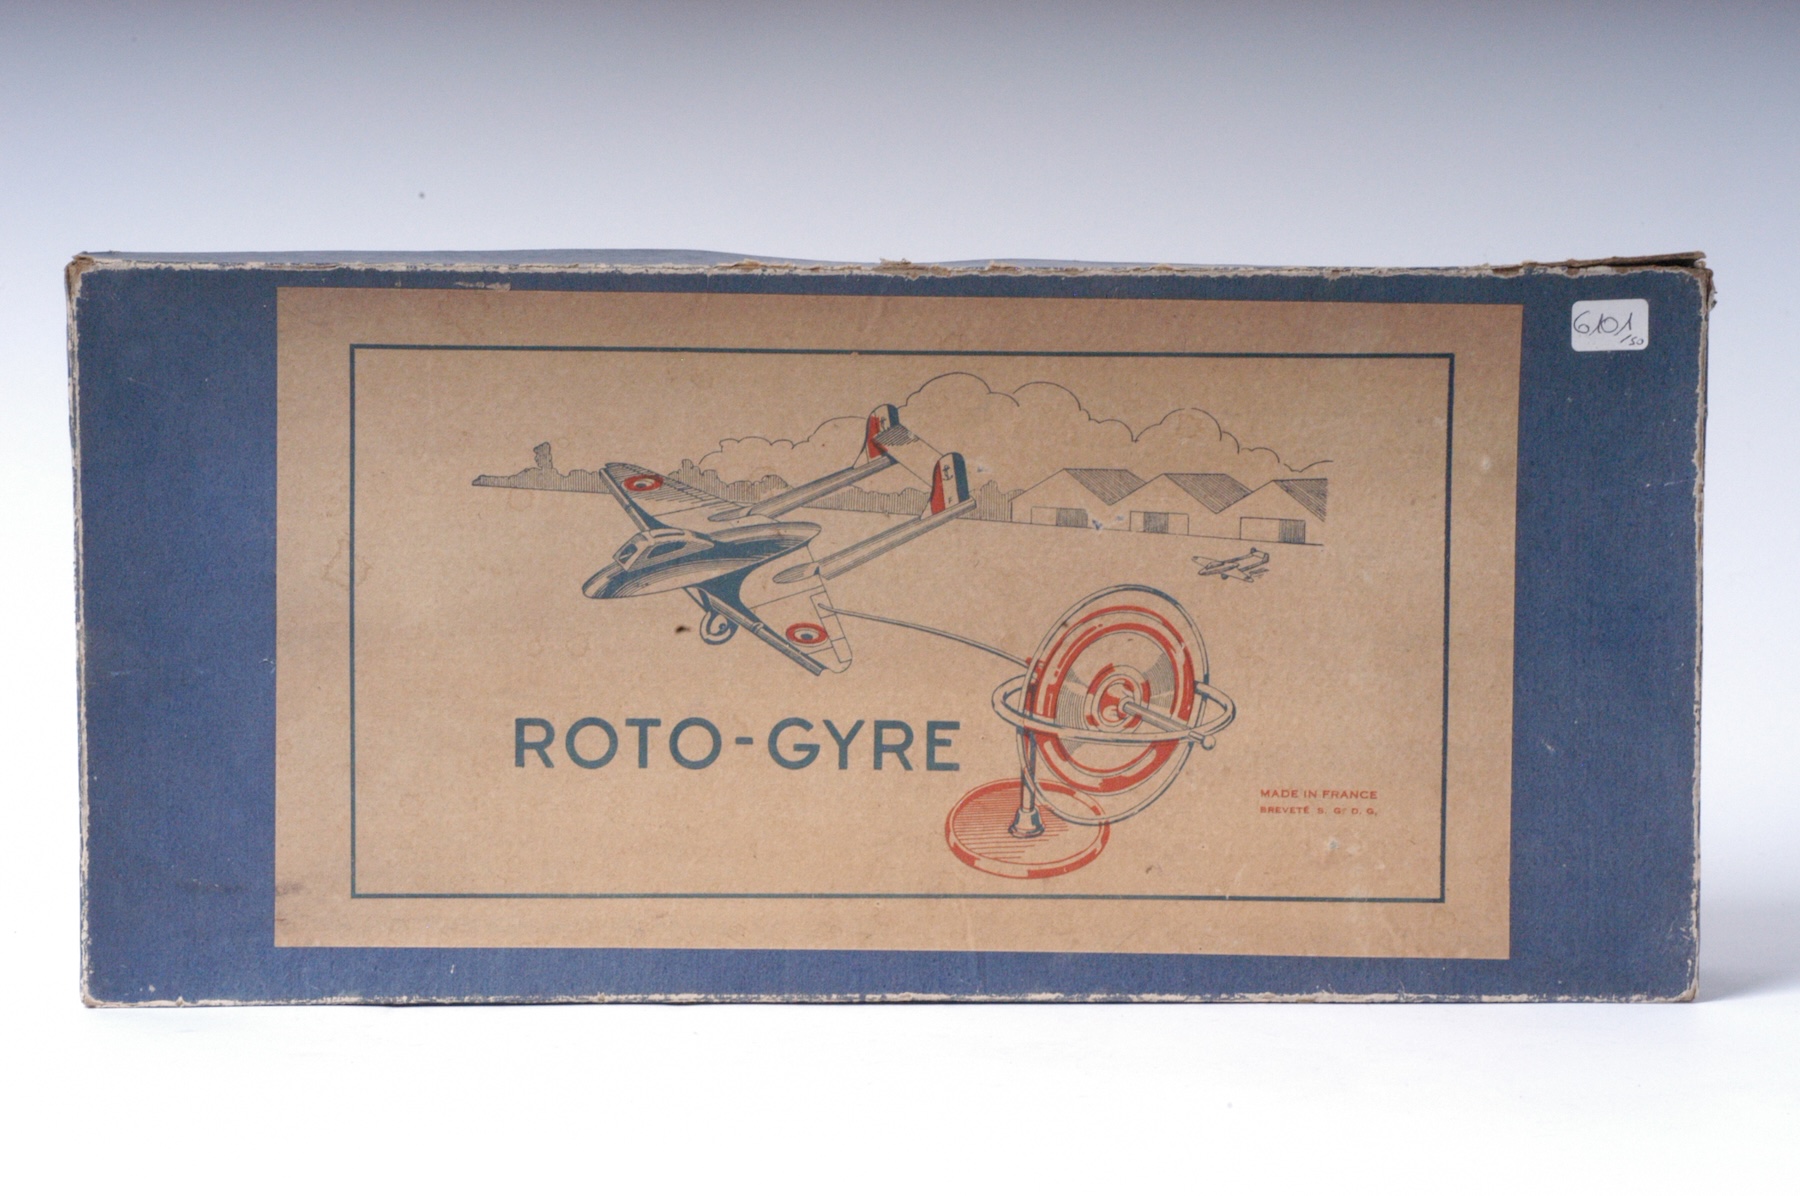 6101
/50
ROTO-GYRE
MADE IN FRANCE
BREVETÉ S. G. D. G.